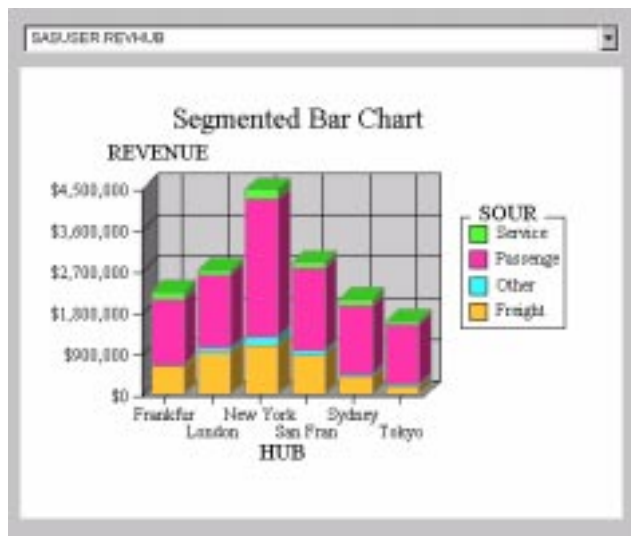 SASUSER REVHUB
Segmented Bar Chart
REVENUE
$4,500,000
$3,600,000
$2,700,000
$1,800,000
$900,000
$0
Frankfur
London
New York
San Fran
Sydney
Tokyo
HUB
SOUR
Service
Passenge
Other
Freight